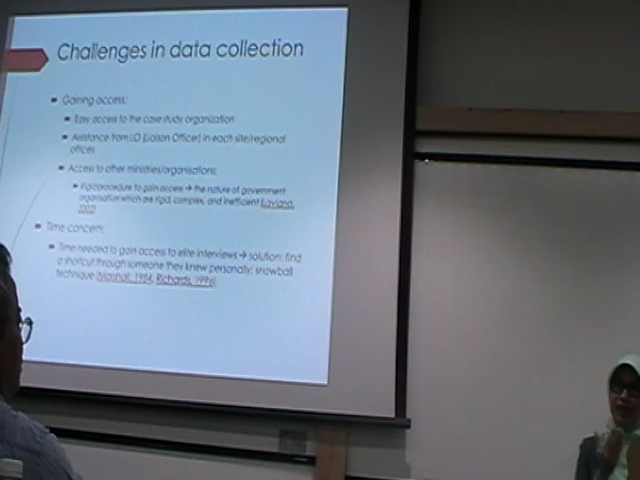 Challenges in data collection
Gaining access:
Easy access to the case study organization
Assistance from LO (Liaison Officer) in each site/regional
offices
Access to other ministries/organisations:
procedure to gain access → the nature of government
organisation which are rigid, complex, and inefficient
2002)
Time concern:
Time needed to gain access to elite interviews → solution: find
a shortcut through someone they knew personally; snowball
technique (Marshall, 1984; Richards, 1996)